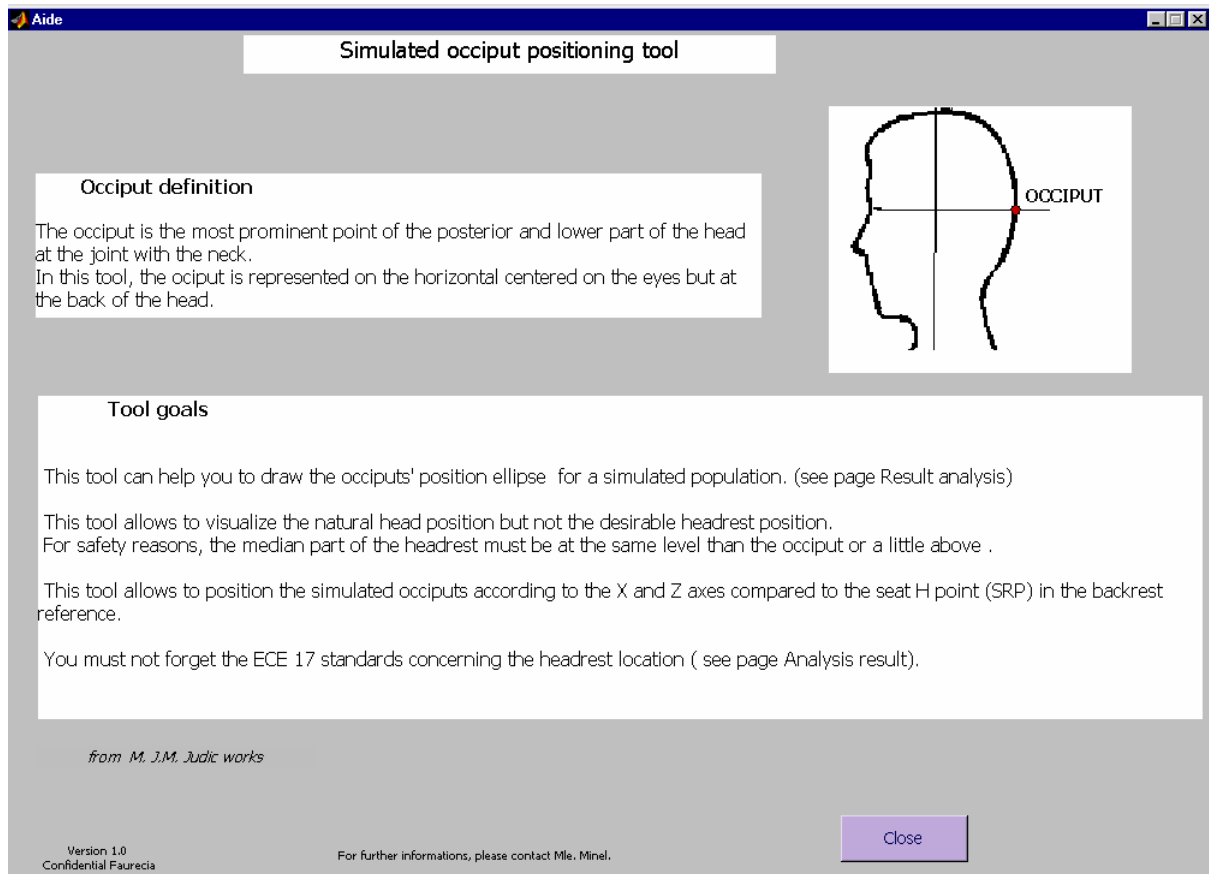 Aide
Simulated occiput positioning tool
OCCIPUT
Occiput definition
The occiput is the most prominent point of the posterior and lower part of the head
at the joint with the neck.
In this tool, the ociput is represented on the horizontal centered on the eyes but at
the back of the head.
Tool goals
This tool can help you to draw the occiputs' position ellipse for a simulated population. (see page Result analysis)
This tool allows to visualize the natural head position but not the desirable headrest position.
For safety reasons, the median part of the headrest must be at the same level than the occiput or a little above .
This tool allows to position the simulated occiputs according to the X and Z axes compared to the seat H point (SRP) in the backrest
reference.
You must not forget the ECE 17 standards concerning the headrest location ( see page Analysis result).
from M. J.M. Judic works
Close
Version 1.0
Confidential Faurecia
For further informations, please contact Mle. Minel.